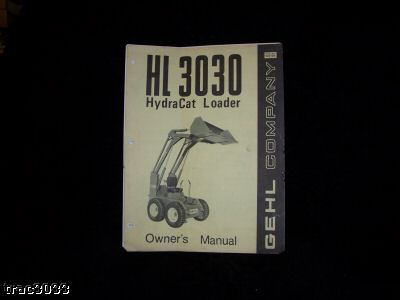 HL 3030
HydraCat Loader
Owner's Manual
GEHL COMPANY
trac3033